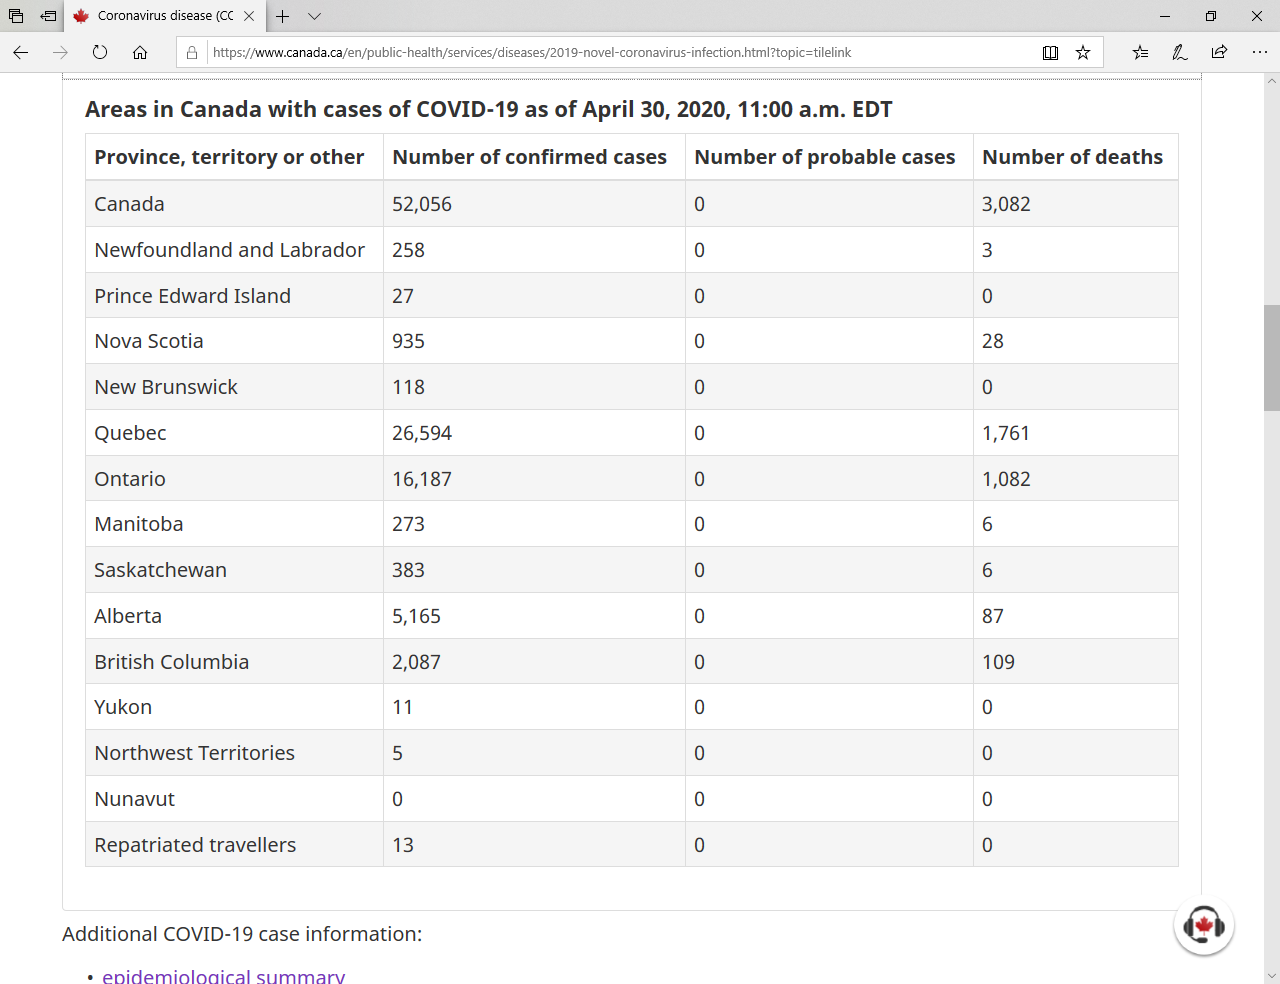 Coronavirus disease (CC
https://www.canada.ca/en/public-health/services/diseases/2019-novel-coronavirus-infection.html?topic=tilelink
Areas in Canada with cases of COVID-19 as of April 30, 2020, 11:00 a.m. EDT
Province, territory or other Number of confirmed cases Number of probable cases Number of deaths
Canada 52,056 0 3,082
Newfoundland and Labrador 258 0 3
Prince Edward Island 27 0 0
Nova Scotia 935 0 28
New Brunswick 118 0 0
Quebec 26,594 0 1,761
Ontario 16,187 0 1,082
Manitoba 273 0 6
Saskatchewan 383 0 6
Alberta 5,165 0 87
British Columbia 2,087 0 109
Yukon 11 0 0
Northwest Territories 5 0 0
Nunavut 0 0 0
Repatriated travellers 13 0 0
Additional COVID-19 case information:
• epidemiological summary